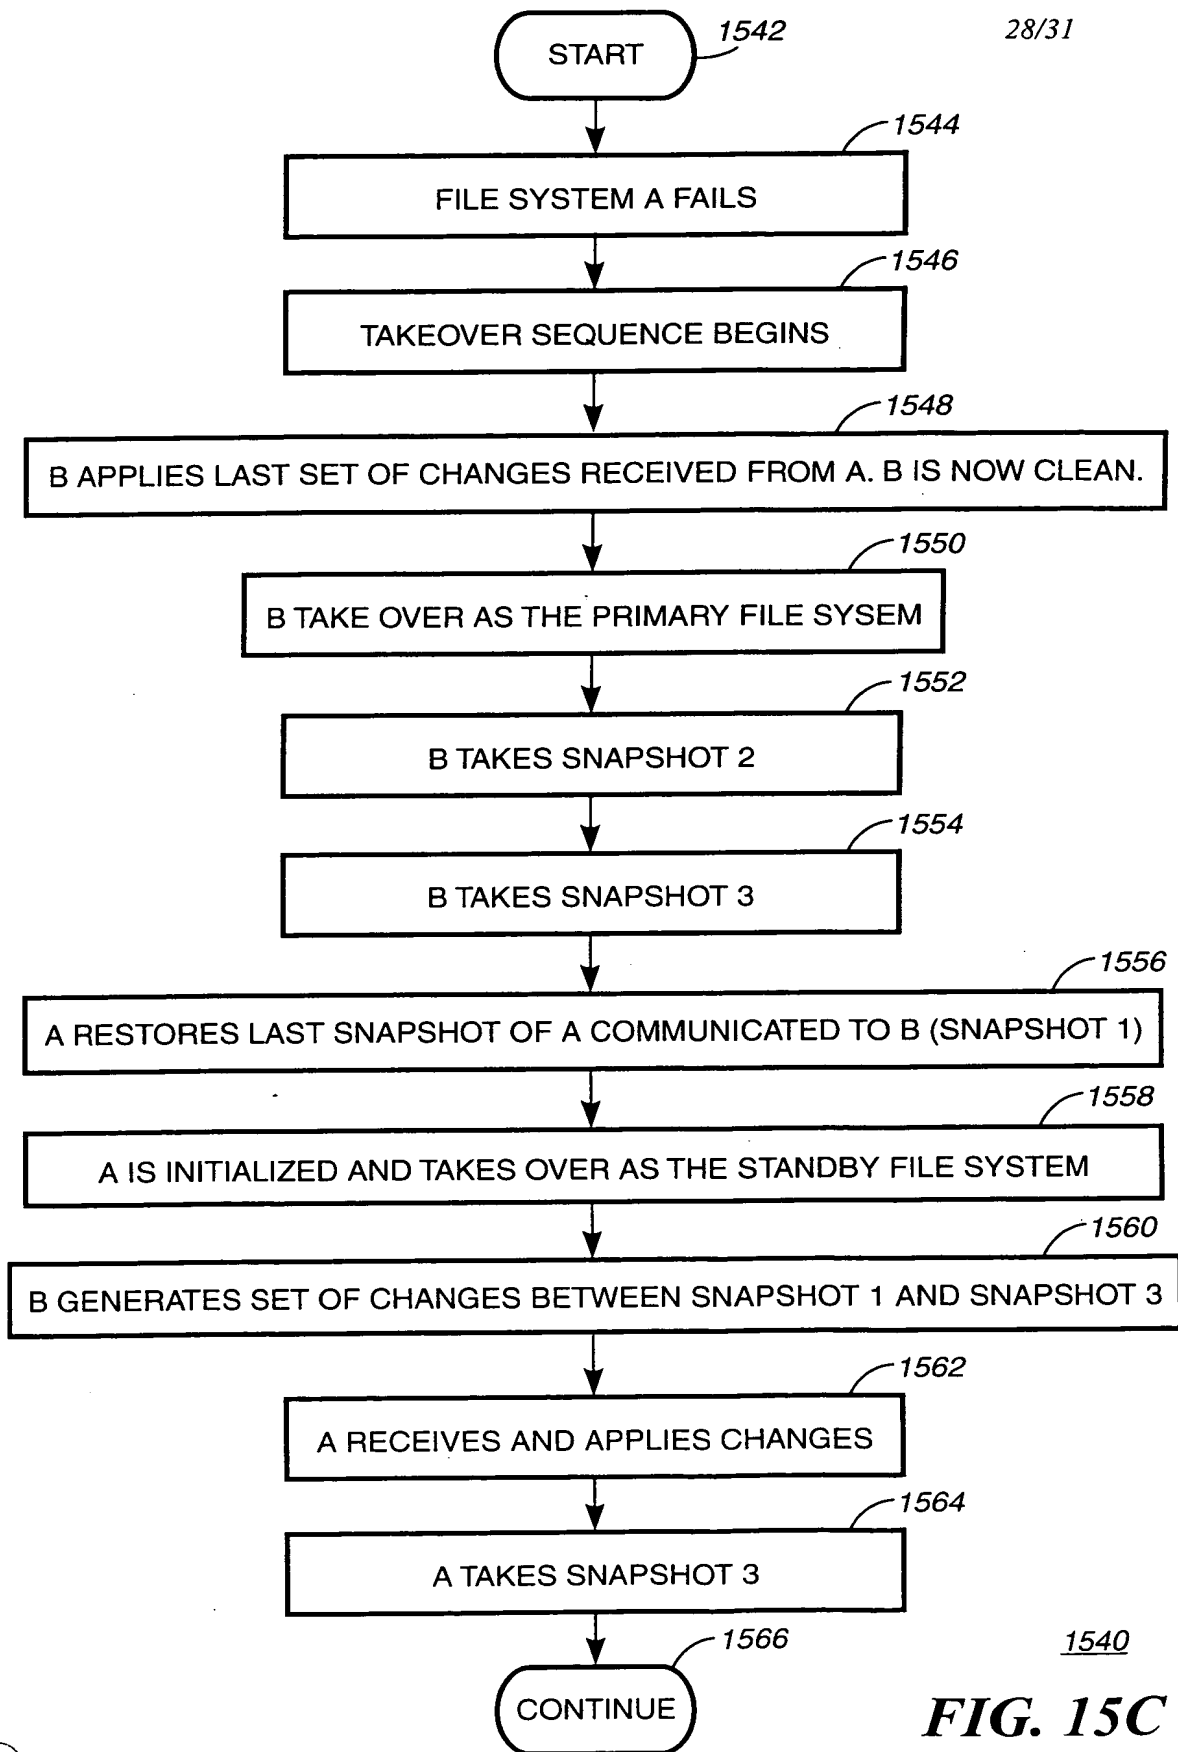 28/31
START
1542
1544
FILE SYSTEM A FAILS
1546
TAKEOVER SEQUENCE BEGINS
1548
B APPLIES LAST SET OF CHANGES RECEIVED FROM A. B IS NOW CLEAN.
1550
B TAKE OVER AS THE PRIMARY FILE SYSEM
1552
B TAKES SNAPSHOT 2
1554
B TAKES SNAPSHOT 3
1556
A RESTORES LAST SNAPSHOT OF A COMMUNICATED TO B (SNAPSHOT 1)
1558
A IS INITIALIZED AND TAKES OVER AS THE STANDBY FILE SYSTEM
1560
B GENERATES SET OF CHANGES BETWEEN SNAPSHOT 1 AND SNAPSHOT 3
1562
A RECEIVES AND APPLIES CHANGES
1564
A TAKES SNAPSHOT 3
1566
CONTINUE
1540
FIG. 15C